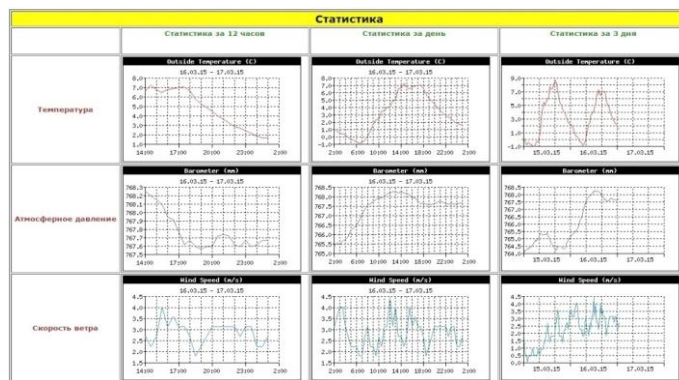 Статистика
Статистика за 12 часов
Статистика за день
Статистика за 3 дня
Температура
Outside Temperature (C)
16.03.15 - 17.03.15
8.0
7.0
6.0
5.0
4.0
3.0
2.0
1.0
14:00 17:00 20:00 23:00 2:00
Outside Temperature (C)
16.03.15 - 17.03.15
8.0
7.0
6.0
5.0
4.0
3.0
2.0
1.0
0.0
-1.0
2:00 6:00 10:00 14:00 18:00 22:00 2:00
Outside Temperature (C)
9.0
7.0
5.0
3.0
1.0
-1.0
15.03.15 16.03.15 17.03.15
Атмосферное давление
Barometer (mm)
16.03.15 - 17.03.15
768.3
768.2
768.1
768.0
767.9
767.8
767.7
767.6
767.5
14:00 17:00 20:00 23:00 2:00
Barometer (mm)
16.03.15 - 17.03.15
768.5
768.0
767.5
767.0
766.5
766.0
765.5
765.0
2:00 6:00 10:00 14:00 18:00 22:00 2:00
Barometer (mm)
768.5
768.0
767.5
767.0
766.5
766.0
765.5
765.0
764.5
764.0
15.03.15 16.03.15 17.03.15
Скорость ветра
Wind Speed (m/s)
16.03.15 - 17.03.15
4.5
4.0
3.5
3.0
2.5
2.0
1.5
14:00 17:00 20:00 23:00 2:00
Wind Speed (m/s)
16.03.15 - 17.03.15
4.5
4.0
3.5
3.0
2.5
2.0
1.5
2:00 6:00 10:00 14:00 18:00 22:00 2:00
Wind Speed (m/s)
4.5
4.0
3.5
3.0
2.5
2.0
1.5
1.0
0.5
0.0
15.03.15 16.03.15 17.03.15